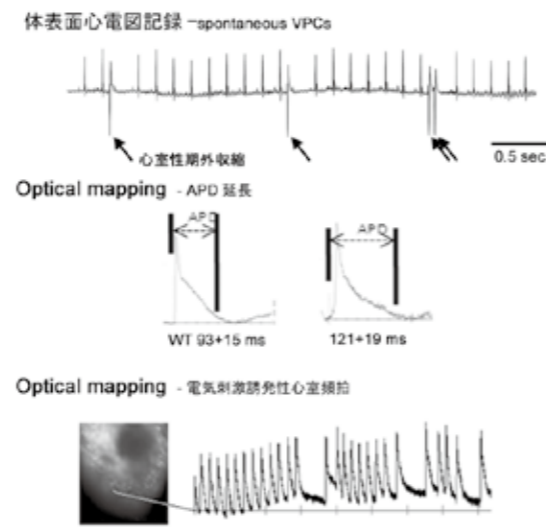 体表面心電図記録 -spontaneous VPCs
心室性期外収縮
0.5 sec
Optical mapping - APD 延長
APD
APD
WT 93+15 ms
121+19 ms
Optical mapping - 電気刺激誘発性心室頻拍